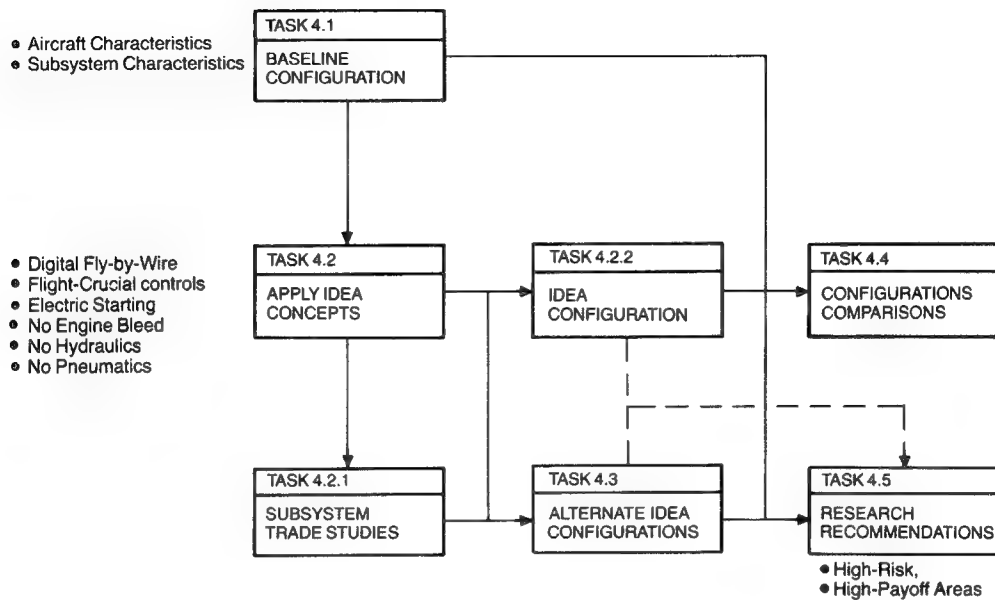 TASK 4.1
• Aircraft Characteristics
• Subsystem Characteristics
BASELINE
CONFIGURATION
• Digital Fly-by-Wire
• Flight-Crucial controls
• Electric Starting
• No Engine Bleed
• No Hydraulics
• No Pneumatics
TASK 4.2
APPLY IDEA
CONCEPTS
TASK 4.2.2
IDEA
CONFIGURATION
TASK 4.4
CONFIGURATIONS
COMPARISONS
TASK 4.2.1
SUBSYSTEM
TRADE STUDIES
TASK 4.3
ALTERNATE IDEA
CONFIGURATIONS
TASK 4.5
RESEARCH
RECOMMENDATIONS
• High-Risk,
• High-Payoff Areas